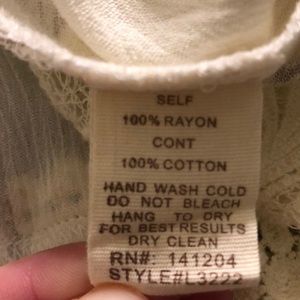 SELF
100% RAYON
CONT
100% COTTON
HAND WASH COLD
DO NOT BLEACH
HANG TO DRY
FOR BEST RESULTS
DRY CLEAN
RN#: 141204
STYLE#L3222